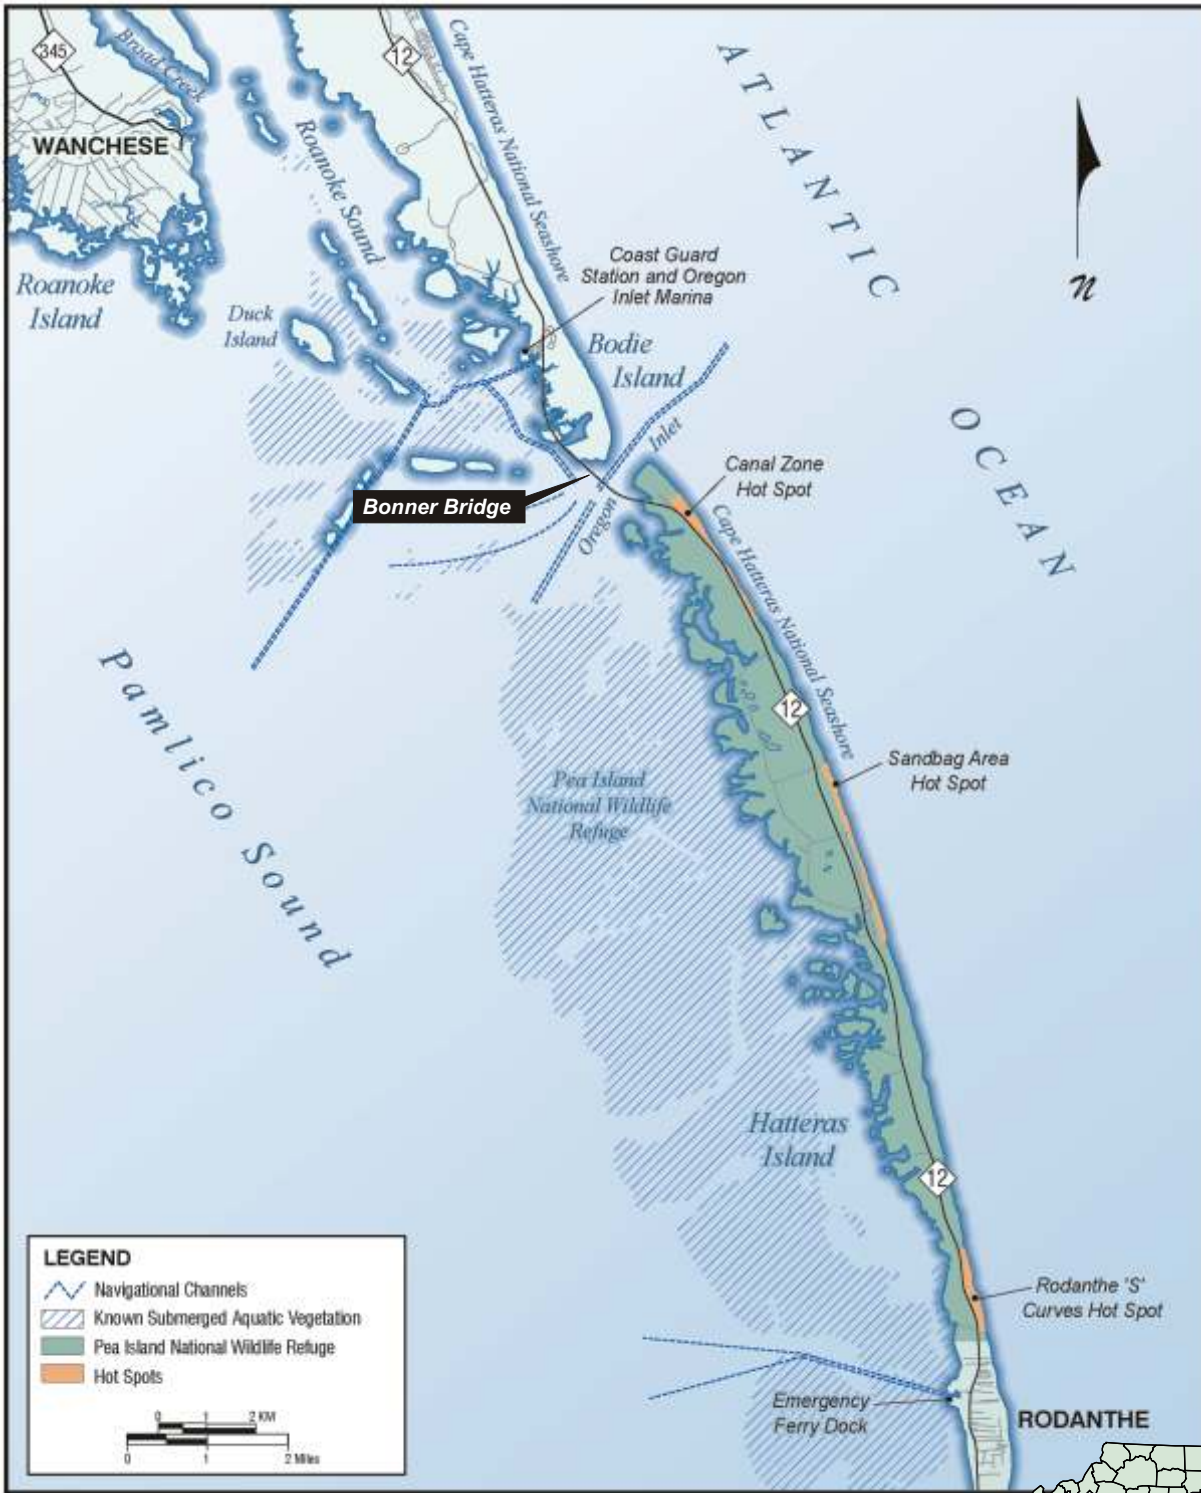 345
Broad Creek
12
Cape Hatteras National Seashore
ATLANTIC
OCEAN
WANCHESE
Roanoke Sound
n
Coast Guard
Station and Oregon
Inlet Marina
Roanoke
Island
Duck
Island
Bodie
Island
Inlet
Canal Zone
Hot Spot
Bonner Bridge
Oregon
Cape Hatteras National Seashore
Pamlico Sound
12
Sandbag Area
Hot Spot
Pea Island
National Wildlife
Refuge
Hatteras
Island
12
LEGEND
Navigational Channels
Known Submerged Aquatic Vegetation
Pea Island National Wildlife Refuge
Hot Spots
0 1 2 KM
0 1 2 Miles
Rodanthe 'S'
Curves Hot Spot
Emergency
Ferry Dock
RODANTHE